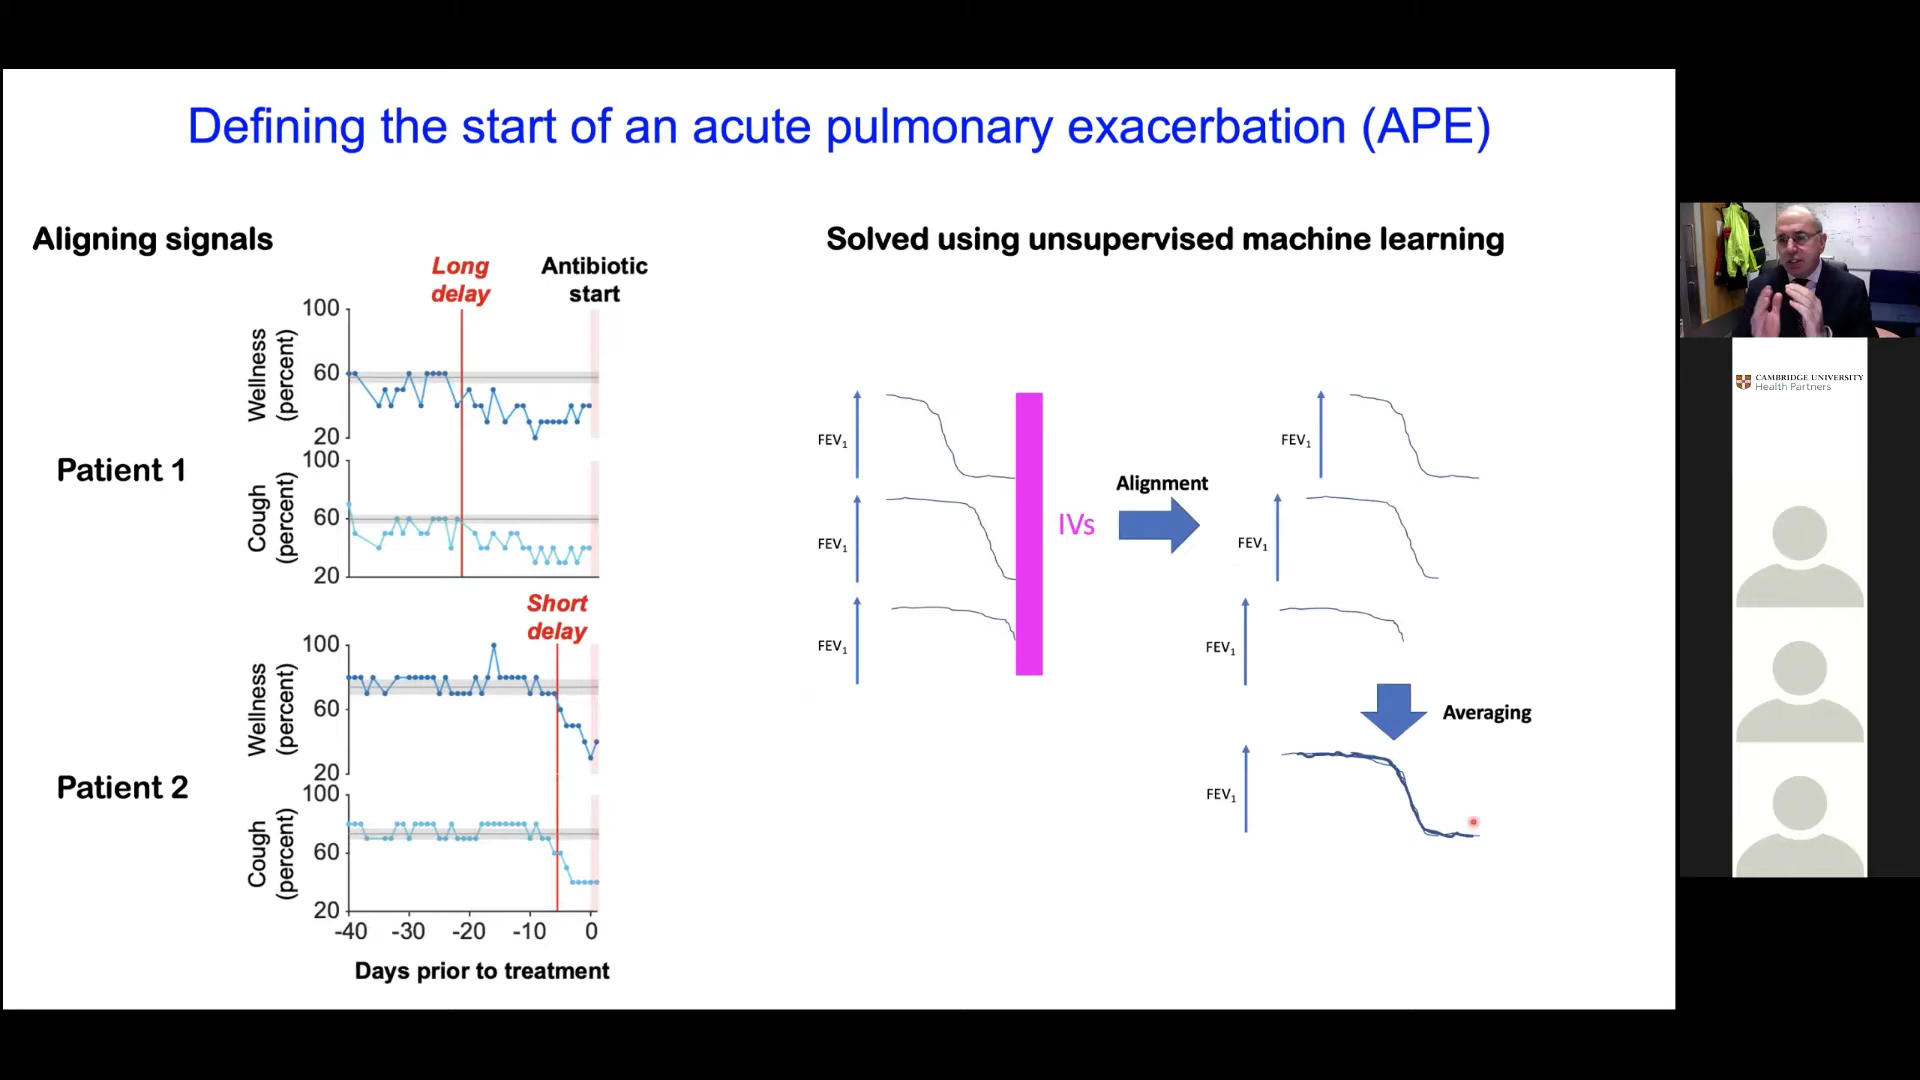 Defining the start of an acute pulmonary exacerbation (APE)
Aligning signals
Solved using unsupervised machine learning
Long
delay
Antibiotic
start
Patient 1
Wellness
(percent)
100
60
20
Cough
(percent)
100
60
20
Short
delay
Patient 2
Wellness
(percent)
100
60
20
Cough
(percent)
100
60
20
-40 -30 -20 -10 0
Days prior to treatment
FEV1
FEV1
FEV1
IVs
Alignment
FEV1
FEV1
FEV1
Averaging
FEV1
CAMBRIDGE UNIVERSITY
Health Partners